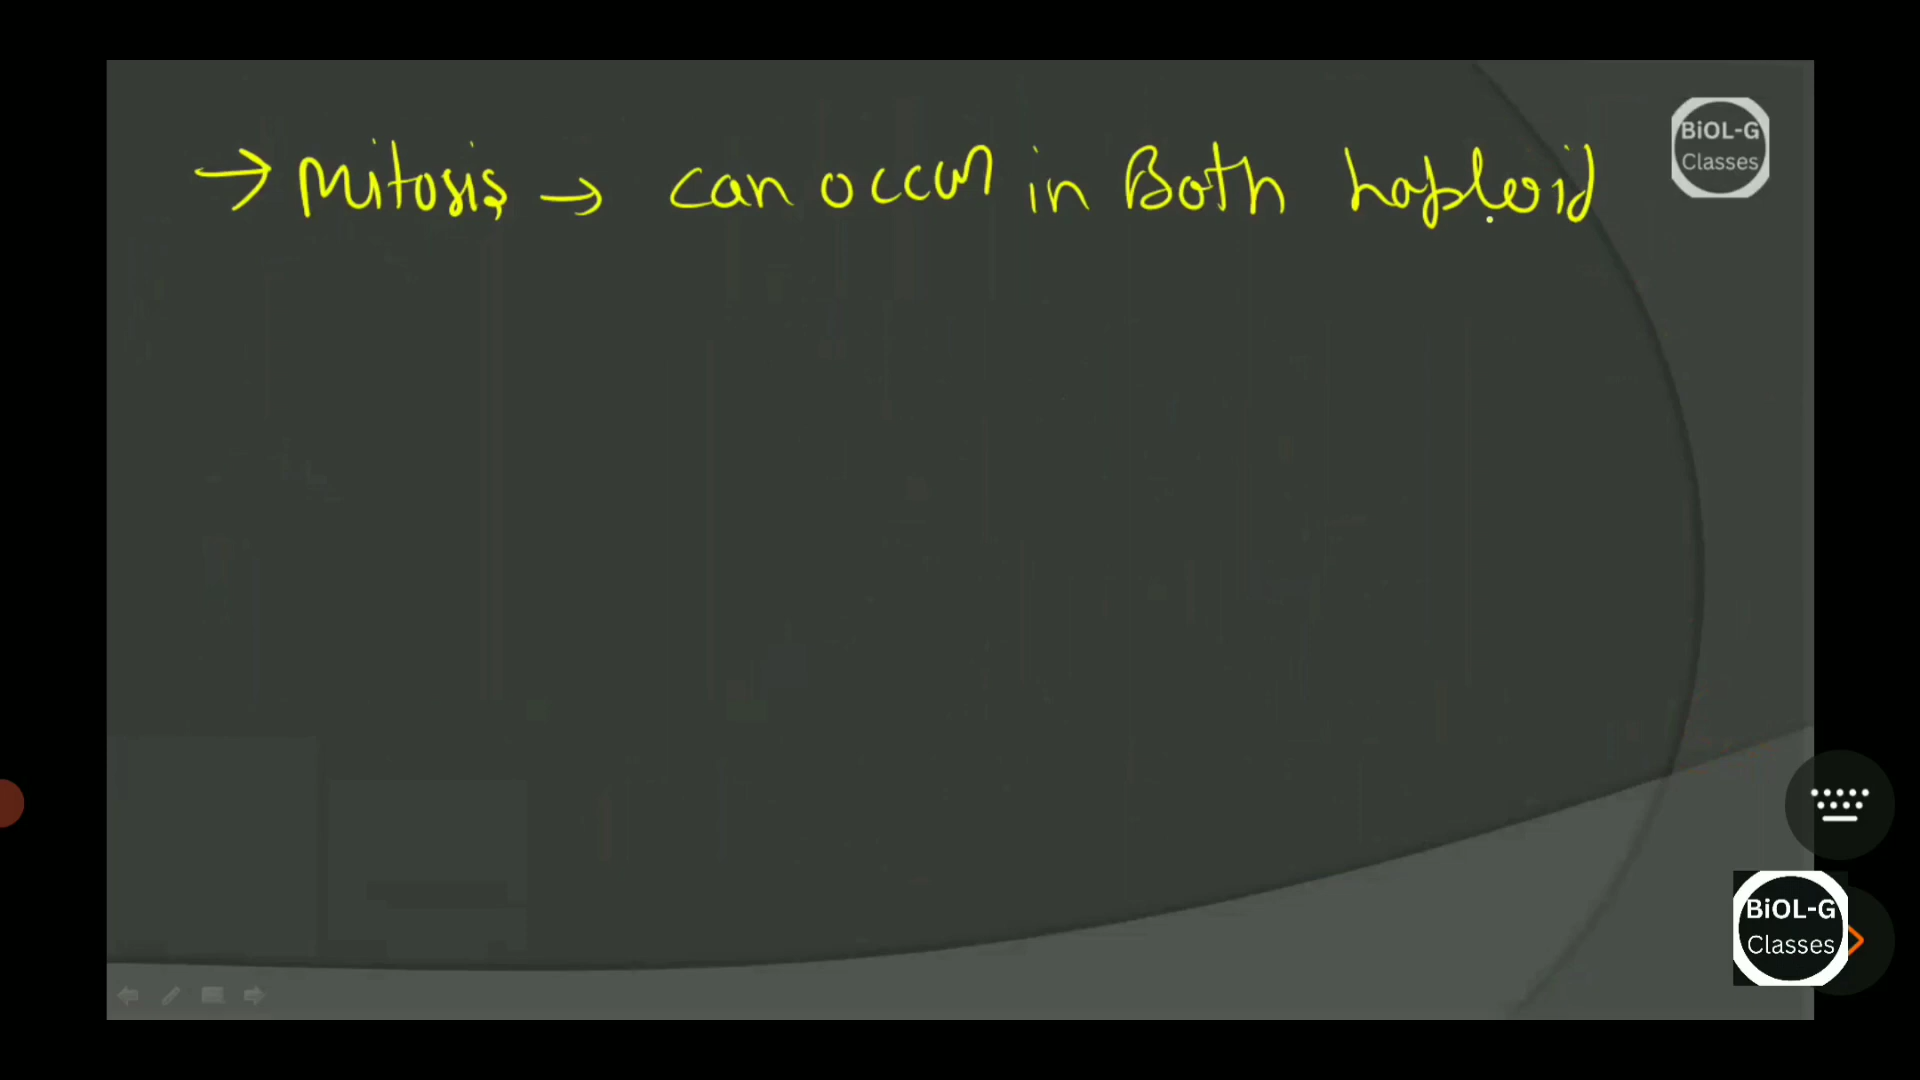 → Mitosis → can occur in Both haploid
BiOL-G
Classes
BiOL-G
Classes